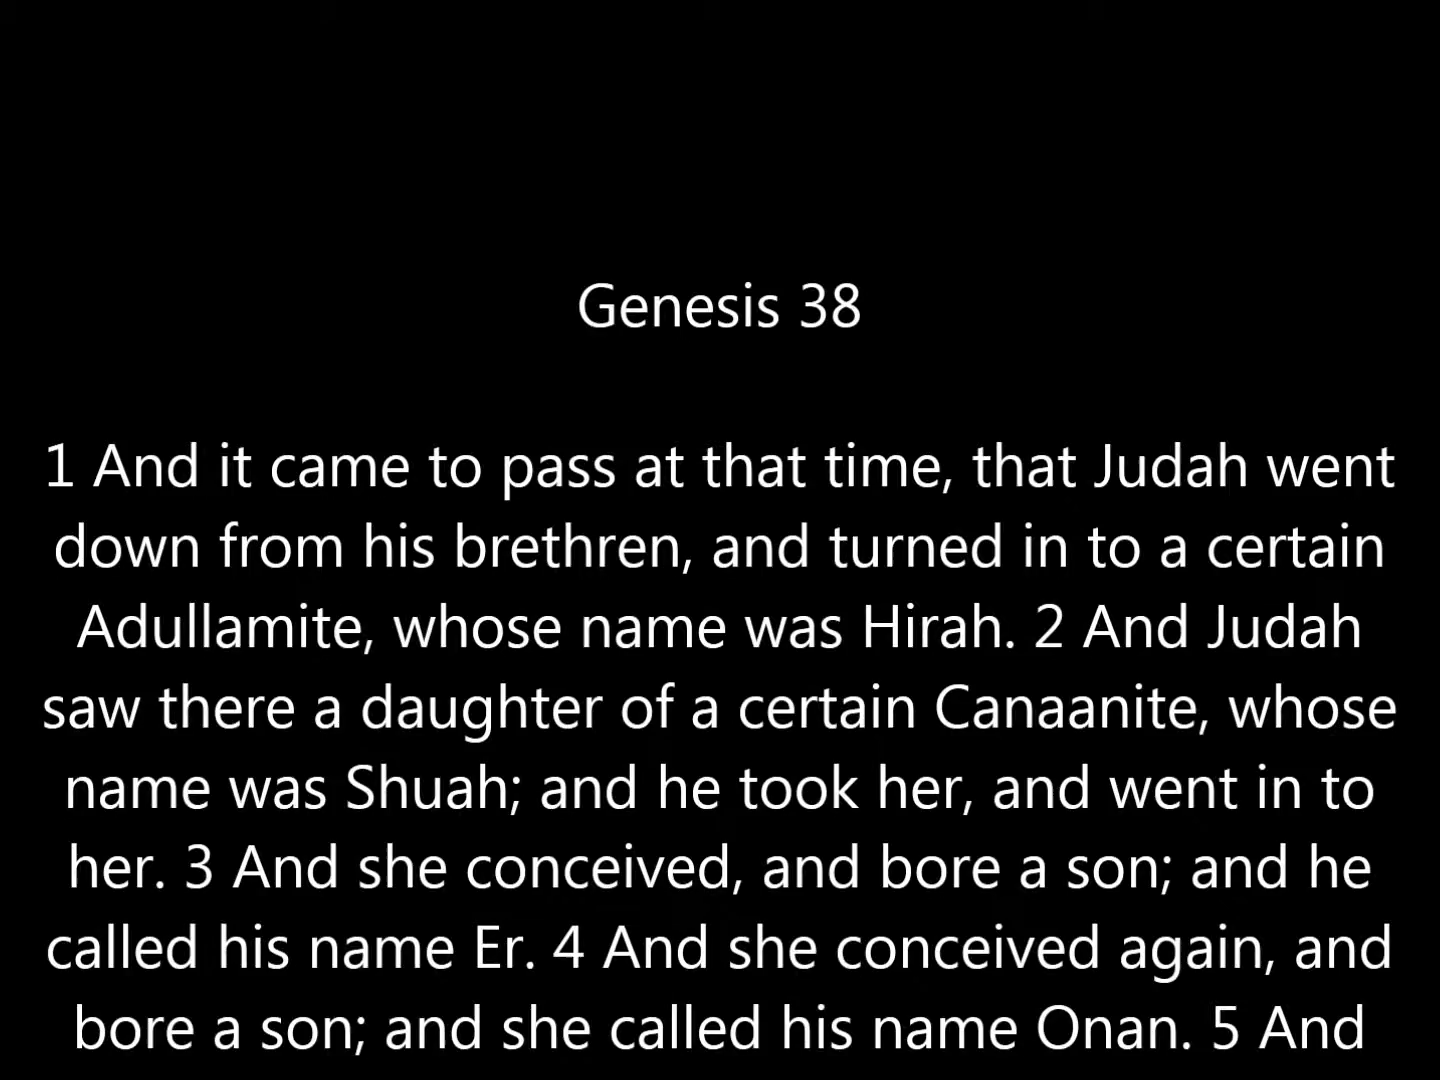 Genesis 38
1 And it came to pass at that time, that Judah went
down from his brethren, and turned in to a certain
Adullamite, whose name was Hirah. 2 And Judah
saw there a daughter of a certain Canaanite, whose
name was Shuah; and he took her, and went in to
her. 3 And she conceived, and bore a son; and he
called his name Er. 4 And she conceived again, and
bore a son; and she called his name Onan. 5 And